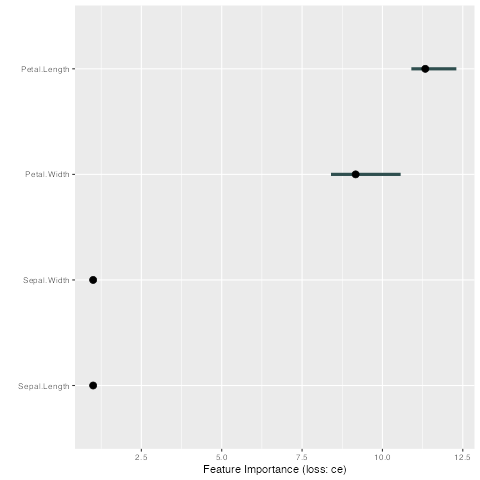 Petal.Length
Petal.Width
Sepal.Width
Sepal.Length
2.5 5.0 7.5 10.0 12.5
Feature Importance (loss: ce)